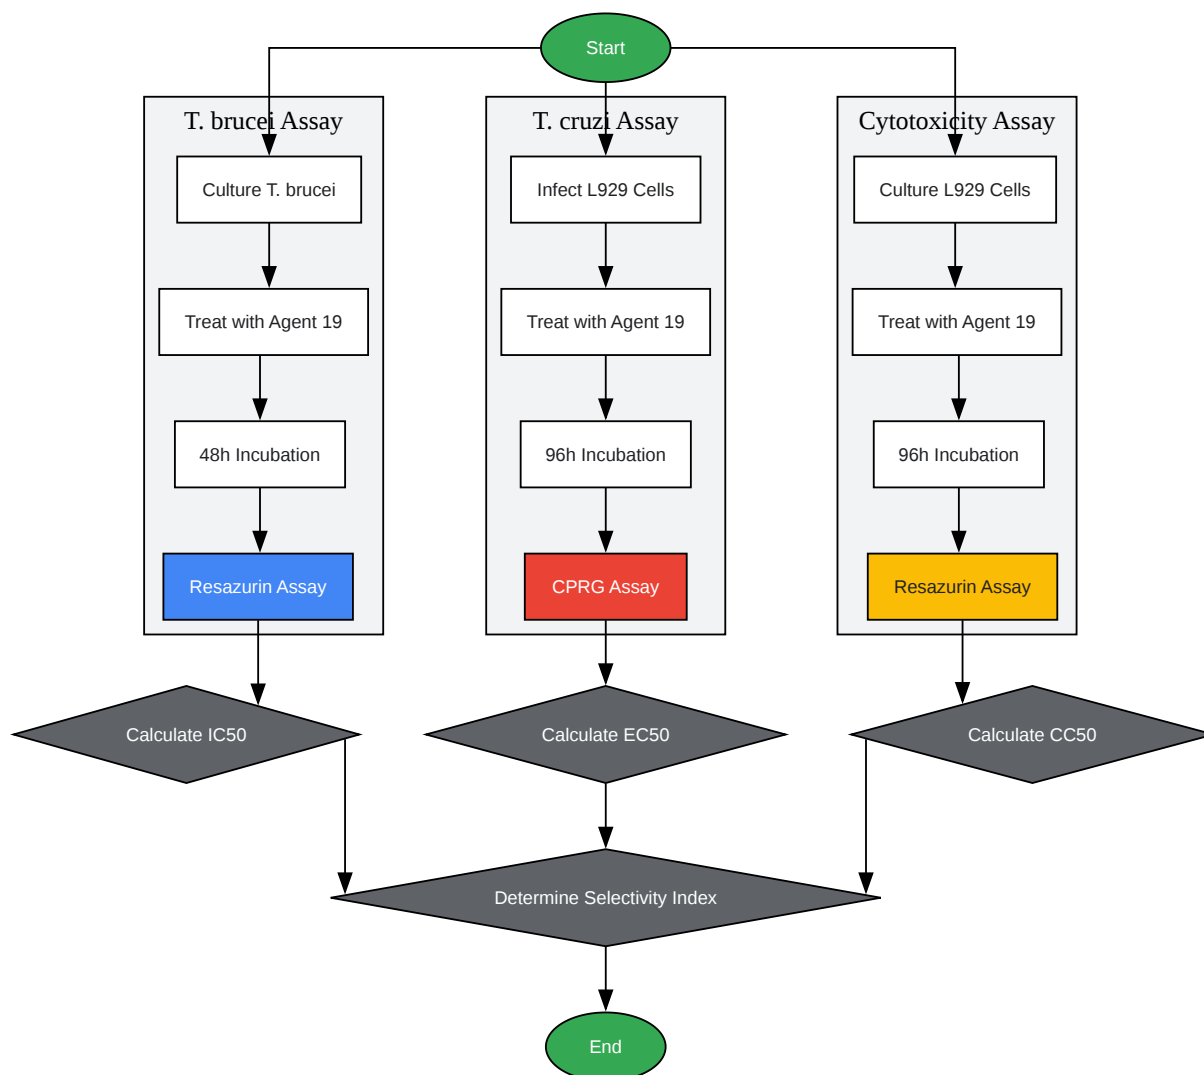 Start
T. brucei Assay
T. cruzi Assay
Cytotoxicity Assay
Culture T. brucei
Infect L929 Cells
Culture L929 Cells
Treat with Agent 19
Treat with Agent 19
Treat with Agent 19
48h Incubation
96h Incubation
96h Incubation
Resazurin Assay
CPRG Assay
Resazurin Assay
Calculate IC50
Calculate EC50
Calculate CC50
Determine Selectivity Index
End